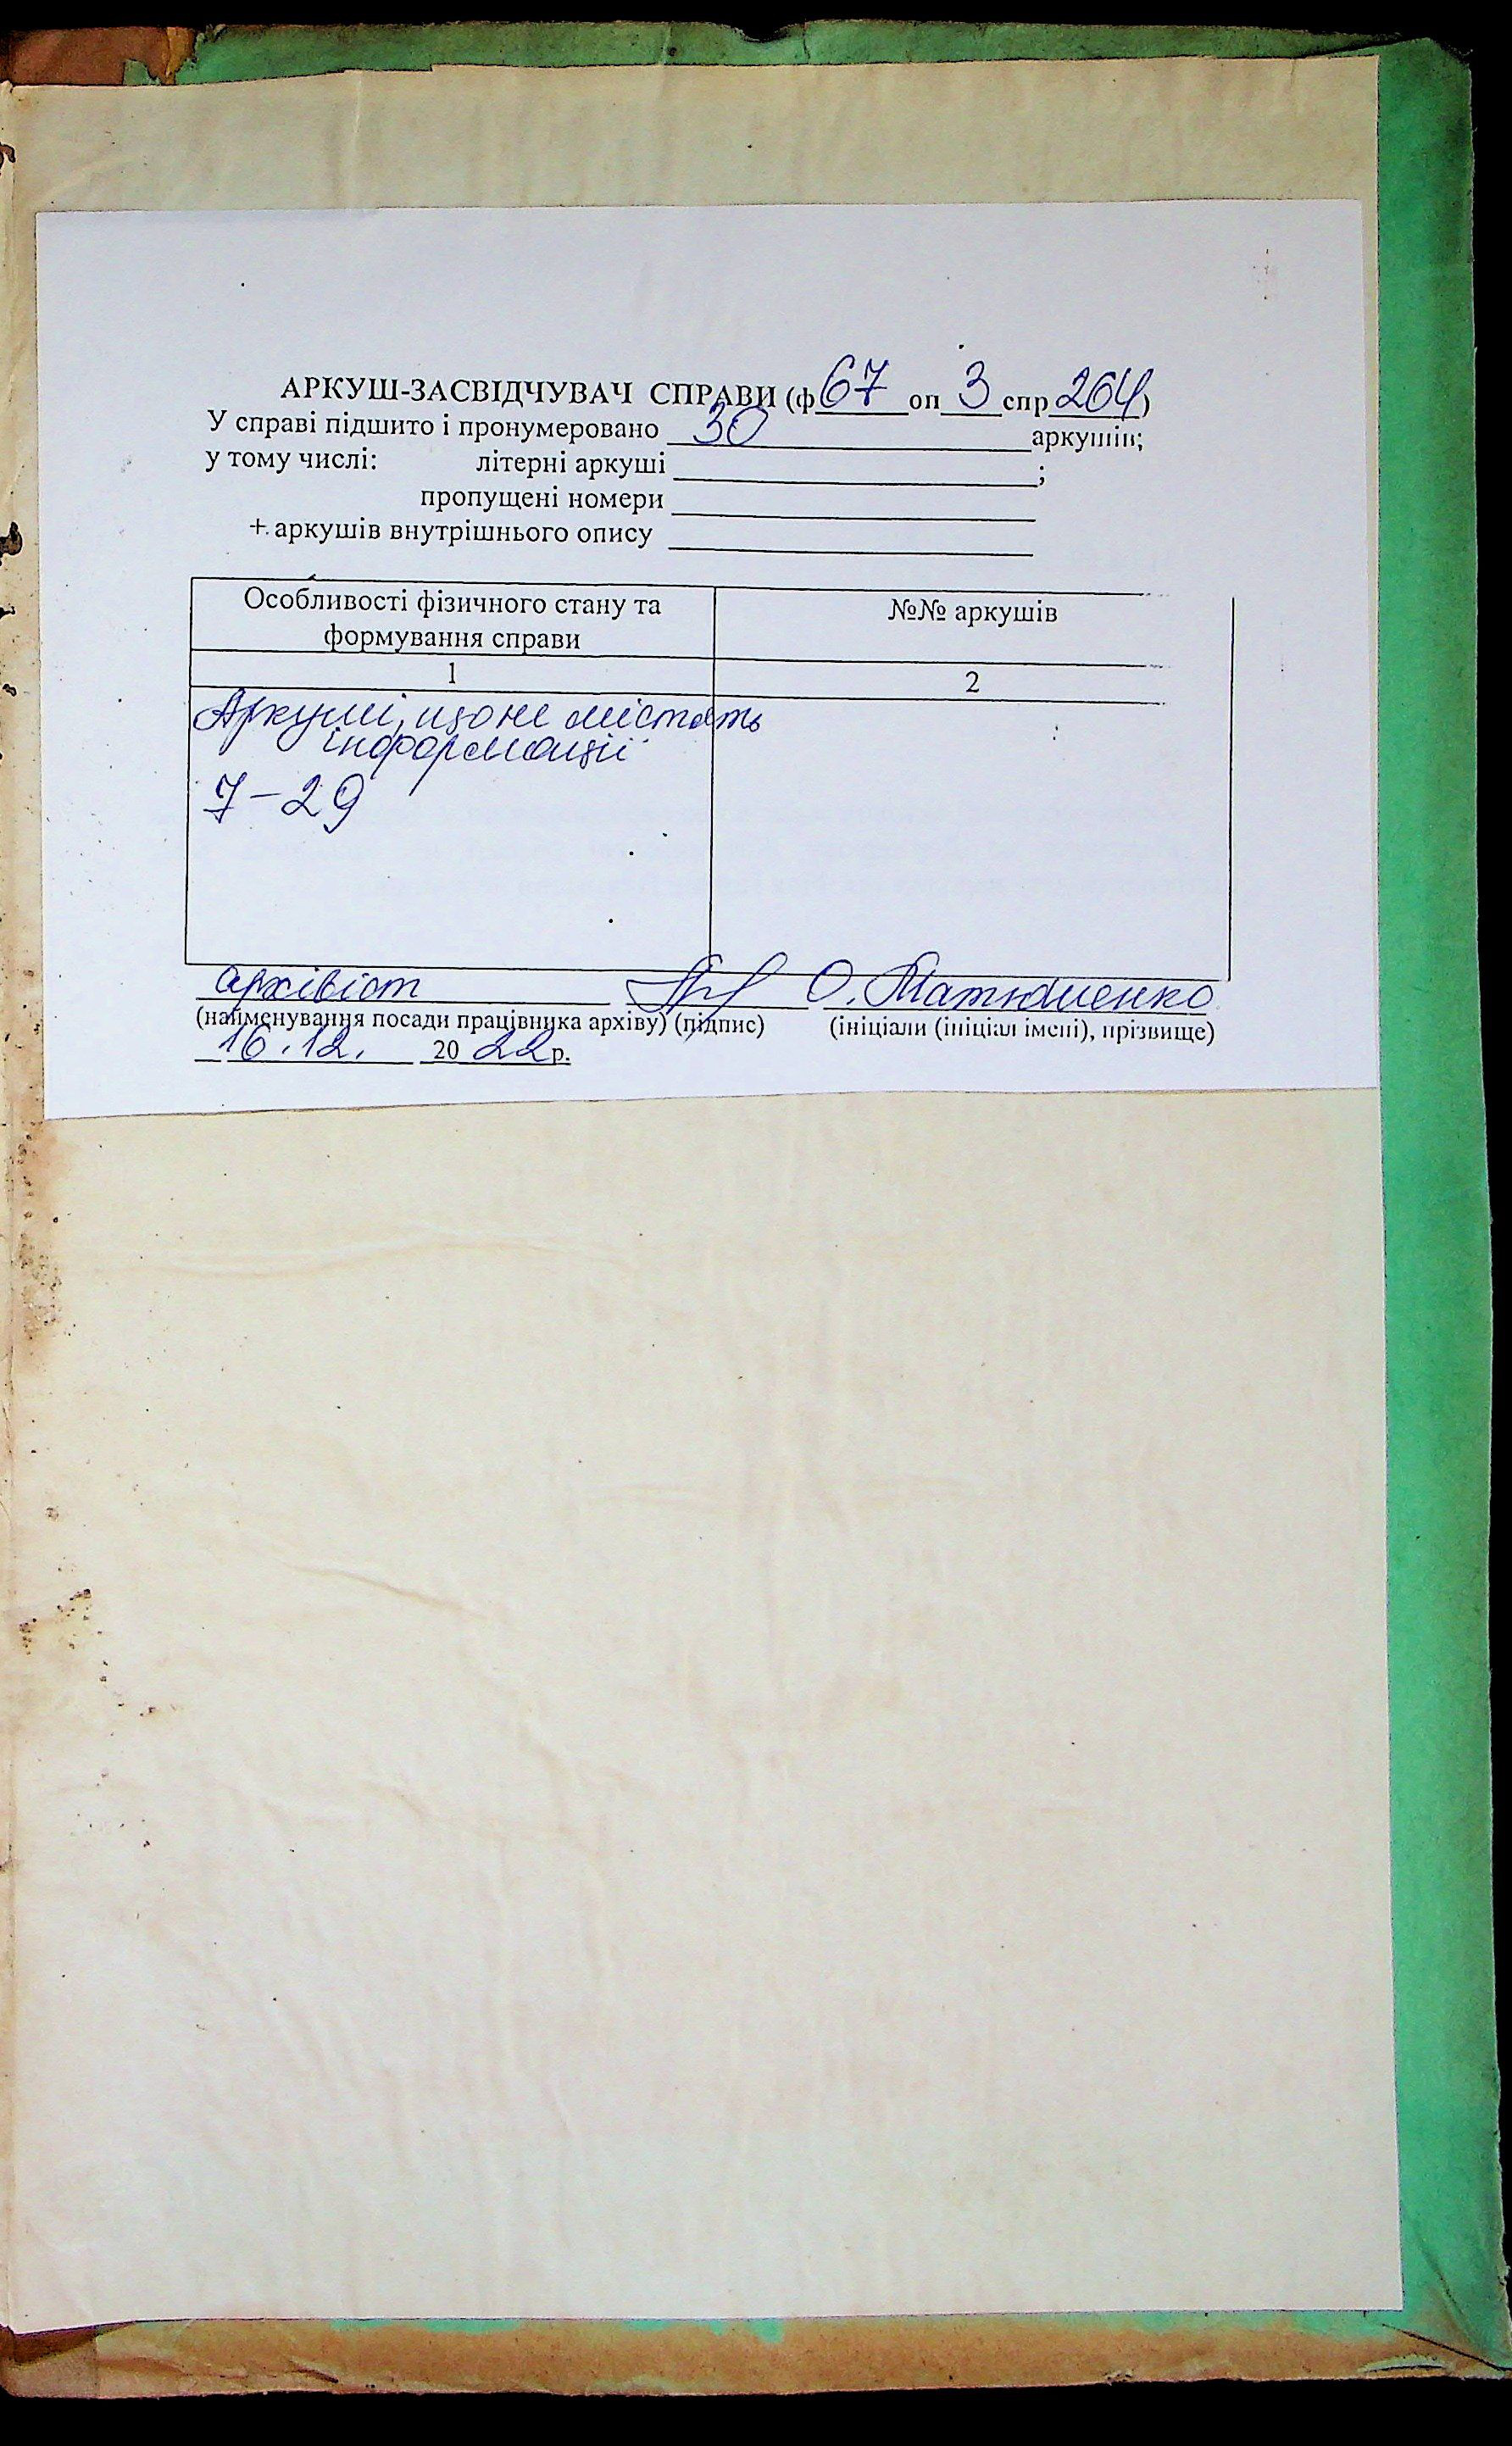 АРКУШ-ЗАСВІДЧУВАЧ СПРАВИ (ф 67 оп 3 спр 264)
У справі підшито і пронумеровано 30 аркушів;
у тому числі: літерні аркуші ;
пропущені номери
+ аркушів внутрішнього опису
Особливості фізичного стану та формування справи
№№ аркушів
1
2
Аркуші, що не містять
інформації
7-29
архівіст О. Матюшенко
(найменування посади працівника архіву) (підпис) (ініціали (ініціал імені), прізвище)
16.12. 2022 р.